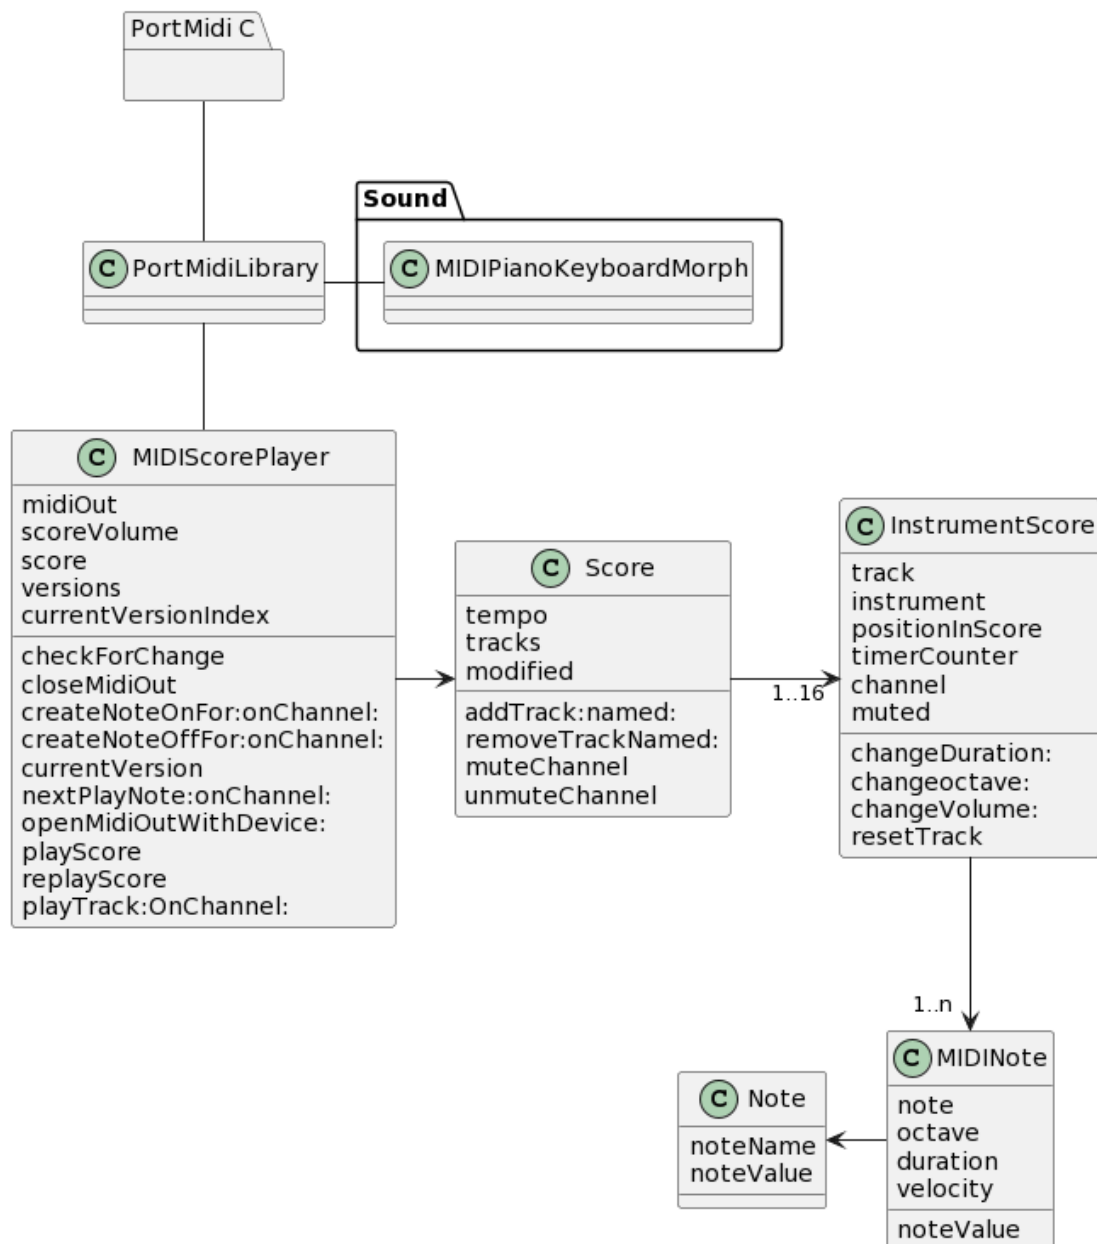 PortMidi C
Sound
C PortMidiLibrary
C MIDIPianoKeyboardMorph
C MIDIScorePlayer
midiOut
scoreVolume
score
versions
currentVersionIndex
checkForChange
closeMidiOut
createNoteOnFor:onChannel:
createNoteOffFor:onChannel:
currentVersion
nextPlayNote:onChannel:
openMidiOutWithDevice:
playScore
replayScore
playTrack:OnChannel:
C Score
tempo
tracks
modified
addTrack:named:
removeTrackNamed:
muteChannel
unmuteChannel
1..16
C InstrumentScore
track
instrument
positionInScore
timerCounter
channel
muted
changeDuration:
changeoctave:
changeVolume:
resetTrack
1..n
C MIDINote
note
octave
duration
velocity
noteValue
C Note
noteName
noteValue